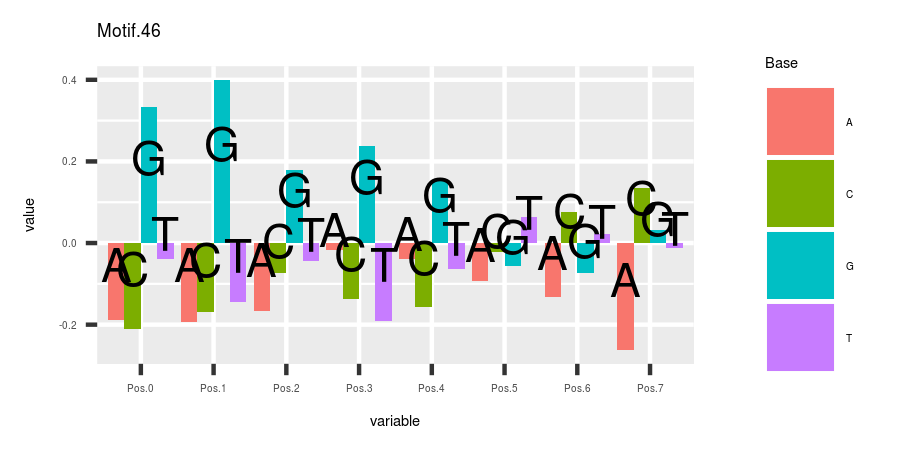 Motif.46
Base
0.4
0.2
0.0
-0.2
value
G G G G G
A C T A C T A C T A C T A C T A C G T A C G T A C G T
Pos.0 Pos.1 Pos.2 Pos.3 Pos.4 Pos.5 Pos.6 Pos.7
variable
A
C
G
T